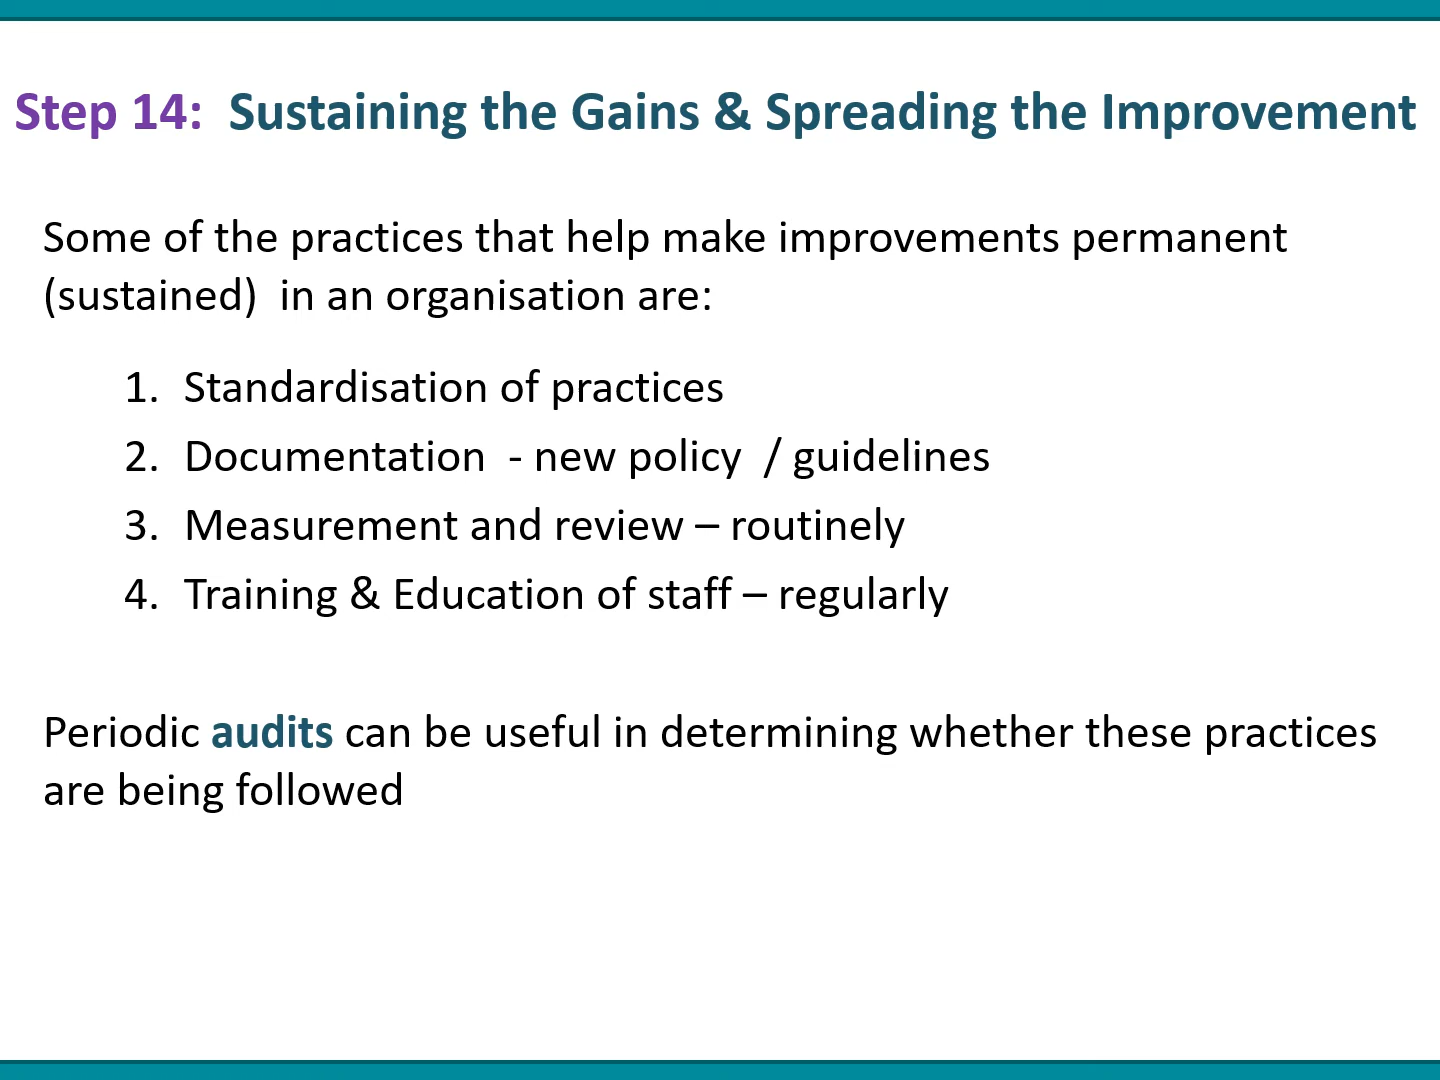 Step 14:  Sustaining the Gains & Spreading the Improvement
Some of the practices that help make improvements permanent
(sustained)  in an organisation are:
1. Standardisation of practices
2. Documentation  - new policy  / guidelines
3. Measurement and review – routinely
4. Training & Education of staff – regularly
Periodic audits can be useful in determining whether these practices
are being followed